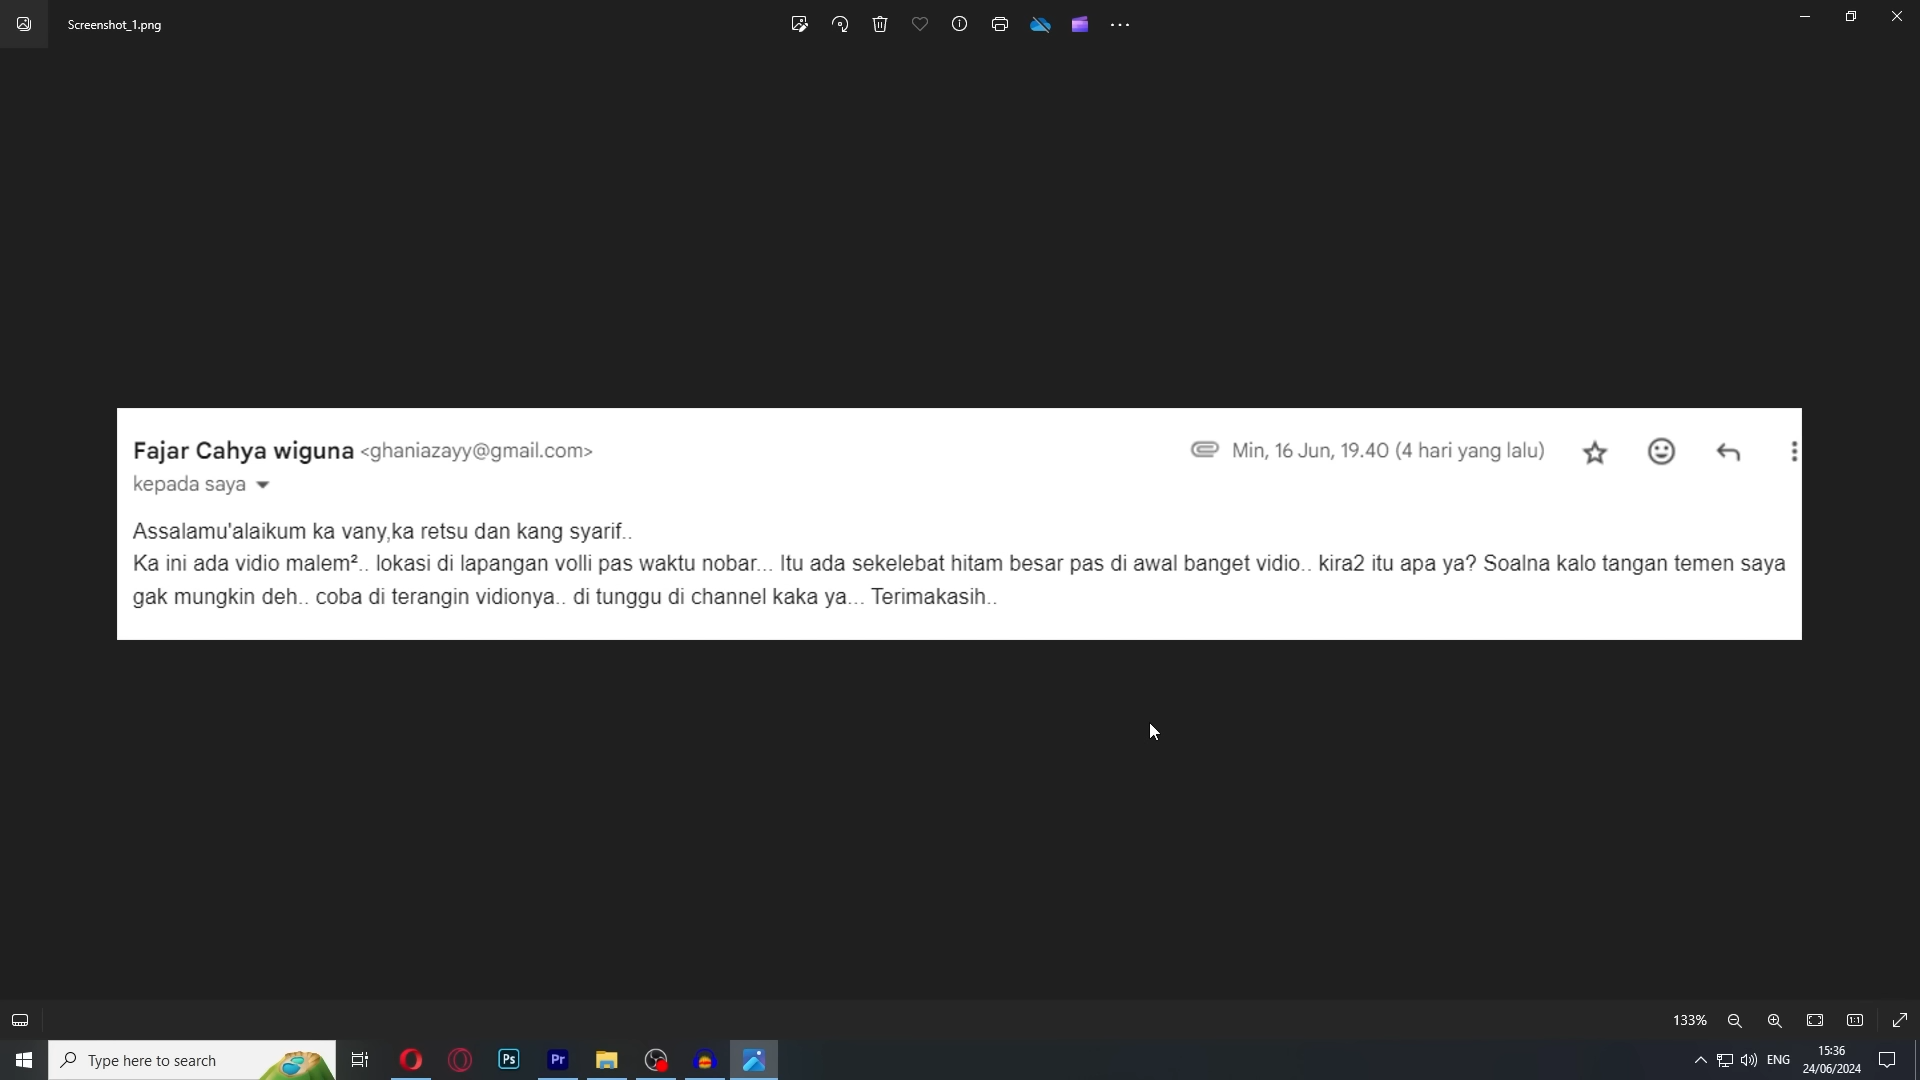 Screenshot_1.png
Fajar Cahya wiguna <ghaniazayy@gmail.com>
Min, 16 Jun, 19.40 (4 hari yang lalu)
kepada saya
Assalamu'alaikum ka vany,ka retsu dan kang syarif..
Ka ini ada vidio malem².. lokasi di lapangan volli pas waktu nobar... Itu ada sekelebat hitam besar pas di awal banget vidio.. kira2 itu apa ya? Soalna kalo tangan temen saya
gak mungkin deh.. coba di terangin vidionya.. di tunggu di channel kaka ya... Terimakasih..
133%
1:1
Type here to search
Ps
Pr
ENG
15:36
24/06/2024